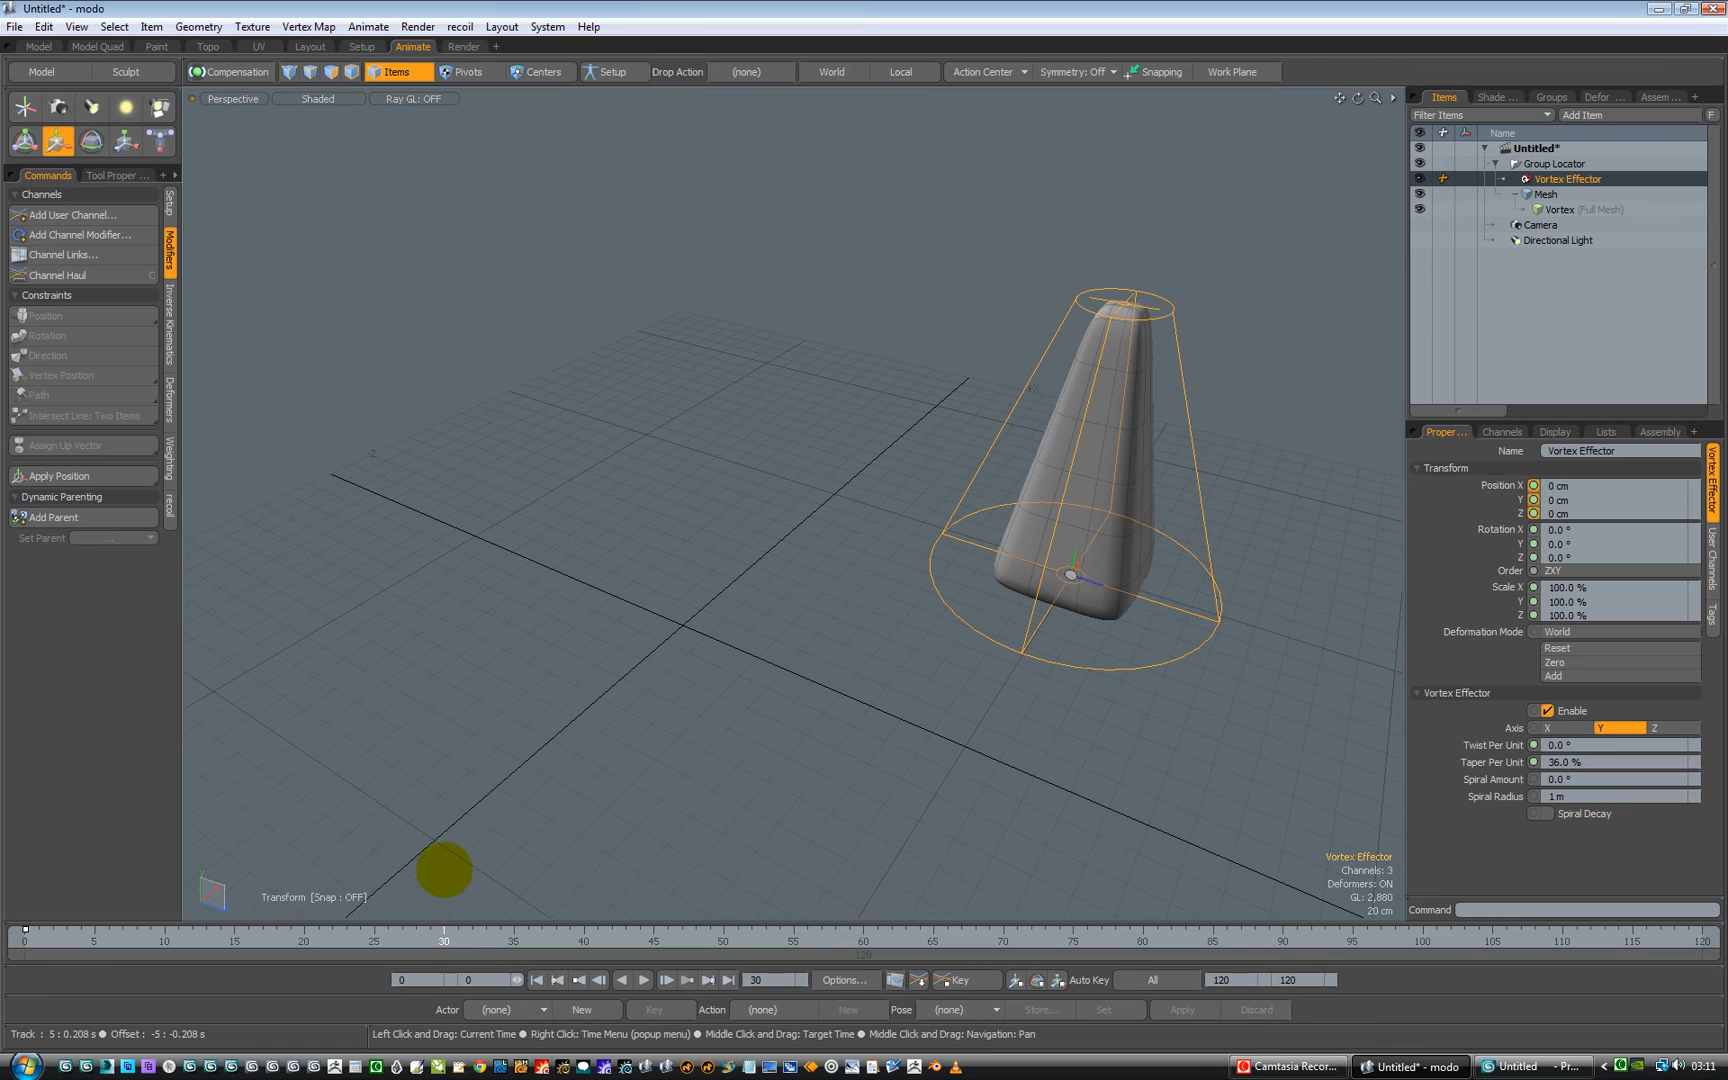 Untitled* - modo
File Edit View Select Item Geometry Texture Vertex Map Animate Render recoil Layout System Help
Model Model Quad Paint Topo UV Layout Setup Animate Render +
Model Sculpt Compensation Items Pivots Centers Setup Drop Action (none) World Local Action Center Symmetry: Off Snapping Work Plane
Perspective Shaded Ray GL: OFF
Commands Tool Proper ... +
Channels
Add User Channel...
Add Channel Modifier...
Channel Links...
Channel Haul C
Constraints
Position
Rotation
Direction
Vertex Position
Path
Intersect Line: Two Items
Assign Up Vector
Apply Position
Dynamic Parenting
Add Parent
Set Parent ...
Setup
Modifiers
Inverse Kinematics
Deformers
Weighting
recoil
-Z
+X
Transform [Snap : OFF]
Vortex Effector
Channels: 3
Deformers: ON
GL: 2,880
20 cm
Items Shade ... Groups Defor ... Assem ... +
Filter Items Add Item F
Name
Untitled*
Group Locator
Vortex Effector
Mesh
Vortex (Full Mesh)
Camera
Directional Light
Proper ... Channels Display Lists Assembly +
Name Vortex Effector
Transform
Position X 0 cm
Y 0 cm
Z 0 cm
Rotation X 0.0 °
Y 0.0 °
Z 0.0 °
Order ZXY
Scale X 100.0 %
Y 100.0 %
Z 100.0 %
Deformation Mode World
Reset
Zero
Add
Vortex Effector
Enable
Axis X Y Z
Twist Per Unit 0.0 °
Taper Per Unit 36.0 %
Spiral Amount 0.0 °
Spiral Radius 1 m
Spiral Decay
Vortex Effector
User Channels
Tags
Command
0 5 10 15 20 25 30 35 40 45 50 55 60 65 70 75 80 85 90 95 100 105 110 115 120
120
0 0 30 Options... Key Auto Key All 120 120
Actor (none) New Key Action (none) New Pose (none) Store... Set Apply Discard
Track : 5 : 0.208 s Offset : -5 : -0.208 s Left Click and Drag: Current Time Right Click: Time Menu (popup menu) Middle Click and Drag: Target Time Middle Click and Drag: Navigation: Pan
Camtasia Recor... Untitled* - modo Untitled - Pr... 03:11